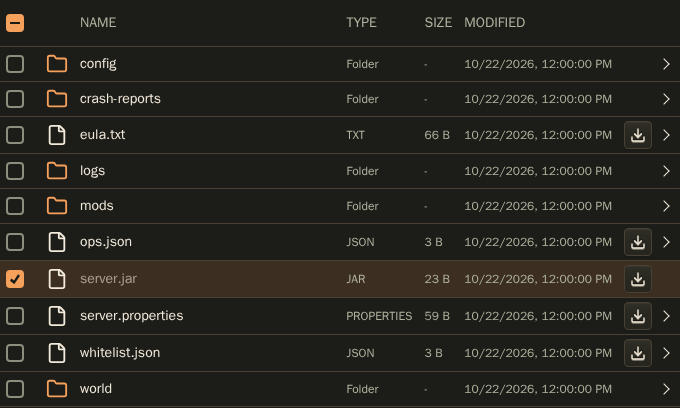 NAME TYPE SIZE MODIFIED
config Folder - 10/22/2026, 12:00:00 PM
crash-reports Folder - 10/22/2026, 12:00:00 PM
eula.txt TXT 66 B 10/22/2026, 12:00:00 PM
logs Folder - 10/22/2026, 12:00:00 PM
mods Folder - 10/22/2026, 12:00:00 PM
ops.json JSON 3 B 10/22/2026, 12:00:00 PM
server.jar JAR 23 B 10/22/2026, 12:00:00 PM
server.properties PROPERTIES 59 B 10/22/2026, 12:00:00 PM
whitelist.json JSON 3 B 10/22/2026, 12:00:00 PM
world Folder - 10/22/2026, 12:00:00 PM